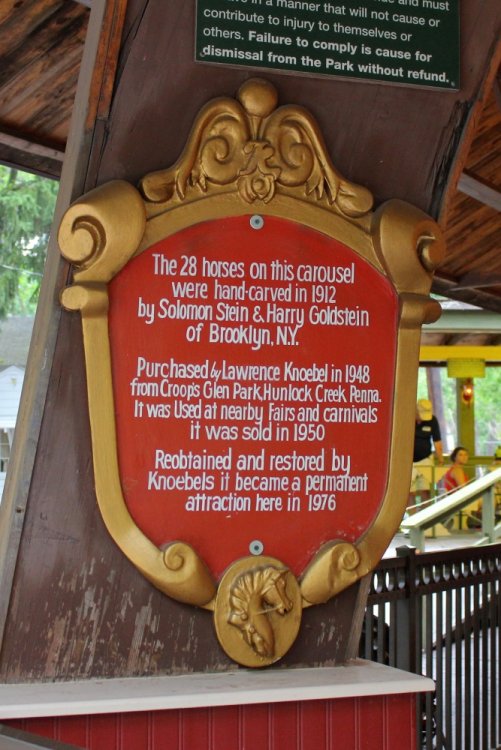 in a manner that will not cause or
contribute to injury to themselves or
others. Failure to comply is cause for
dismissal from the Park without refund.
K
The 28 horses on this carousel
were hand-carved in 1912
by Solomon Stein & Harry Goldstein
of Brooklyn, N.Y.
Purchased by Lawrence Knoebel in 1948
from Croop's Glen Park, Hunlock Creek Penna.
It was Used at nearby Fairs and carnivals
it was sold in 1950
Reobtained and restored by
Knoebels it became a permanent
attraction here in 1976